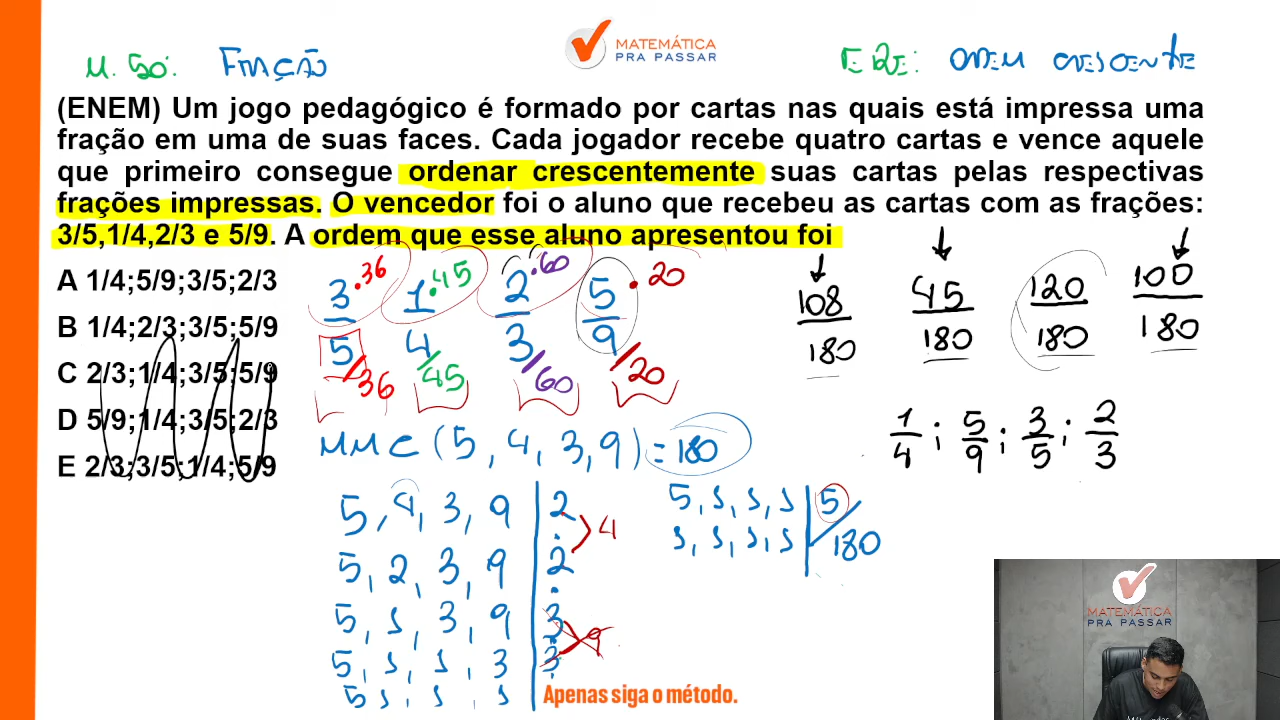 MATEMÁTICA
PRA PASSAR
M. 50: FRAÇÃO
ERE: ORDEM CRESCENTE
(ENEM) Um jogo pedagógico é formado por cartas nas quais está impressa uma
fração em uma de suas faces. Cada jogador recebe quatro cartas e vence aquele
que primeiro consegue ordenar crescentemente suas cartas pelas respectivas
frações impressas. O vencedor foi o aluno que recebeu as cartas com as frações:
3/5,1/4,2/3 e 5/9. A ordem que esse aluno apresentou foi
A 1/4;5/9;3/5;2/3
B 1/4;2/3;3/5;5/9
C 2/3;1/4;3/5;5/9
D 5/9;1/4;3/5;2/3
E 2/3;3/5;1/4;5/9
3 .36 1 .45 2 .60 5 .20
5 /36 4 /45 3 /60 9 /20
108 45 120 100
180 180 180 180
MMC (5, 4, 3, 9) = 180
1/4 ; 5/9 ; 3/5 ; 2/3
5, 4, 3, 9 2
4
5, 2, 3, 9 2
5, 1, 3, 9 3
9
5, 1, 1, 3 3
5 1 1 1
5, 1, 1, 1 5
1, 1, 1, 1 180
Apenas siga o método.
MATEMÁTICA
PRA PASSAR